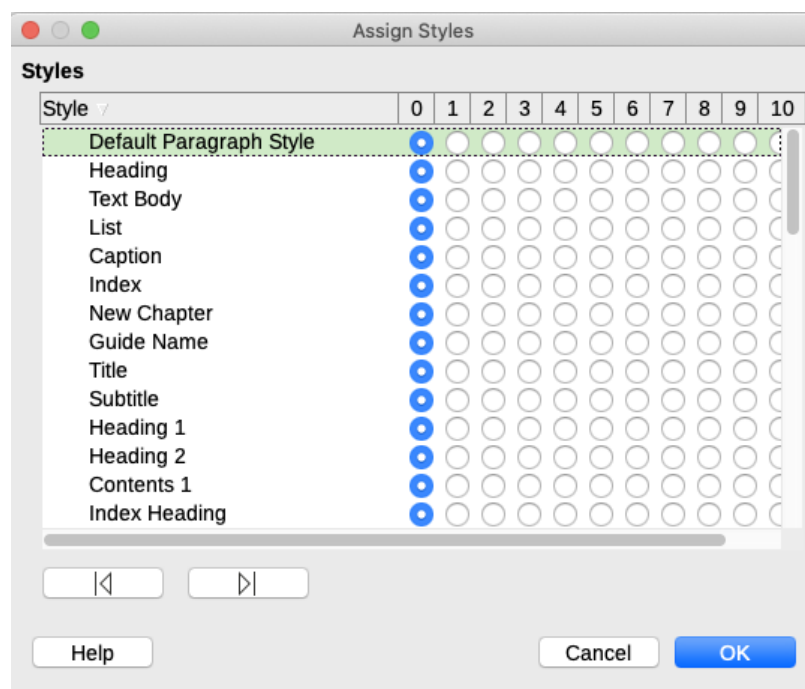 Assign Styles
Styles
Style 0 1 2 3 4 5 6 7 8 9 10
Default Paragraph Style
Heading
Text Body
List
Caption
Index
New Chapter
Guide Name
Title
Subtitle
Heading 1
Heading 2
Contents 1
Index Heading
Help Cancel OK